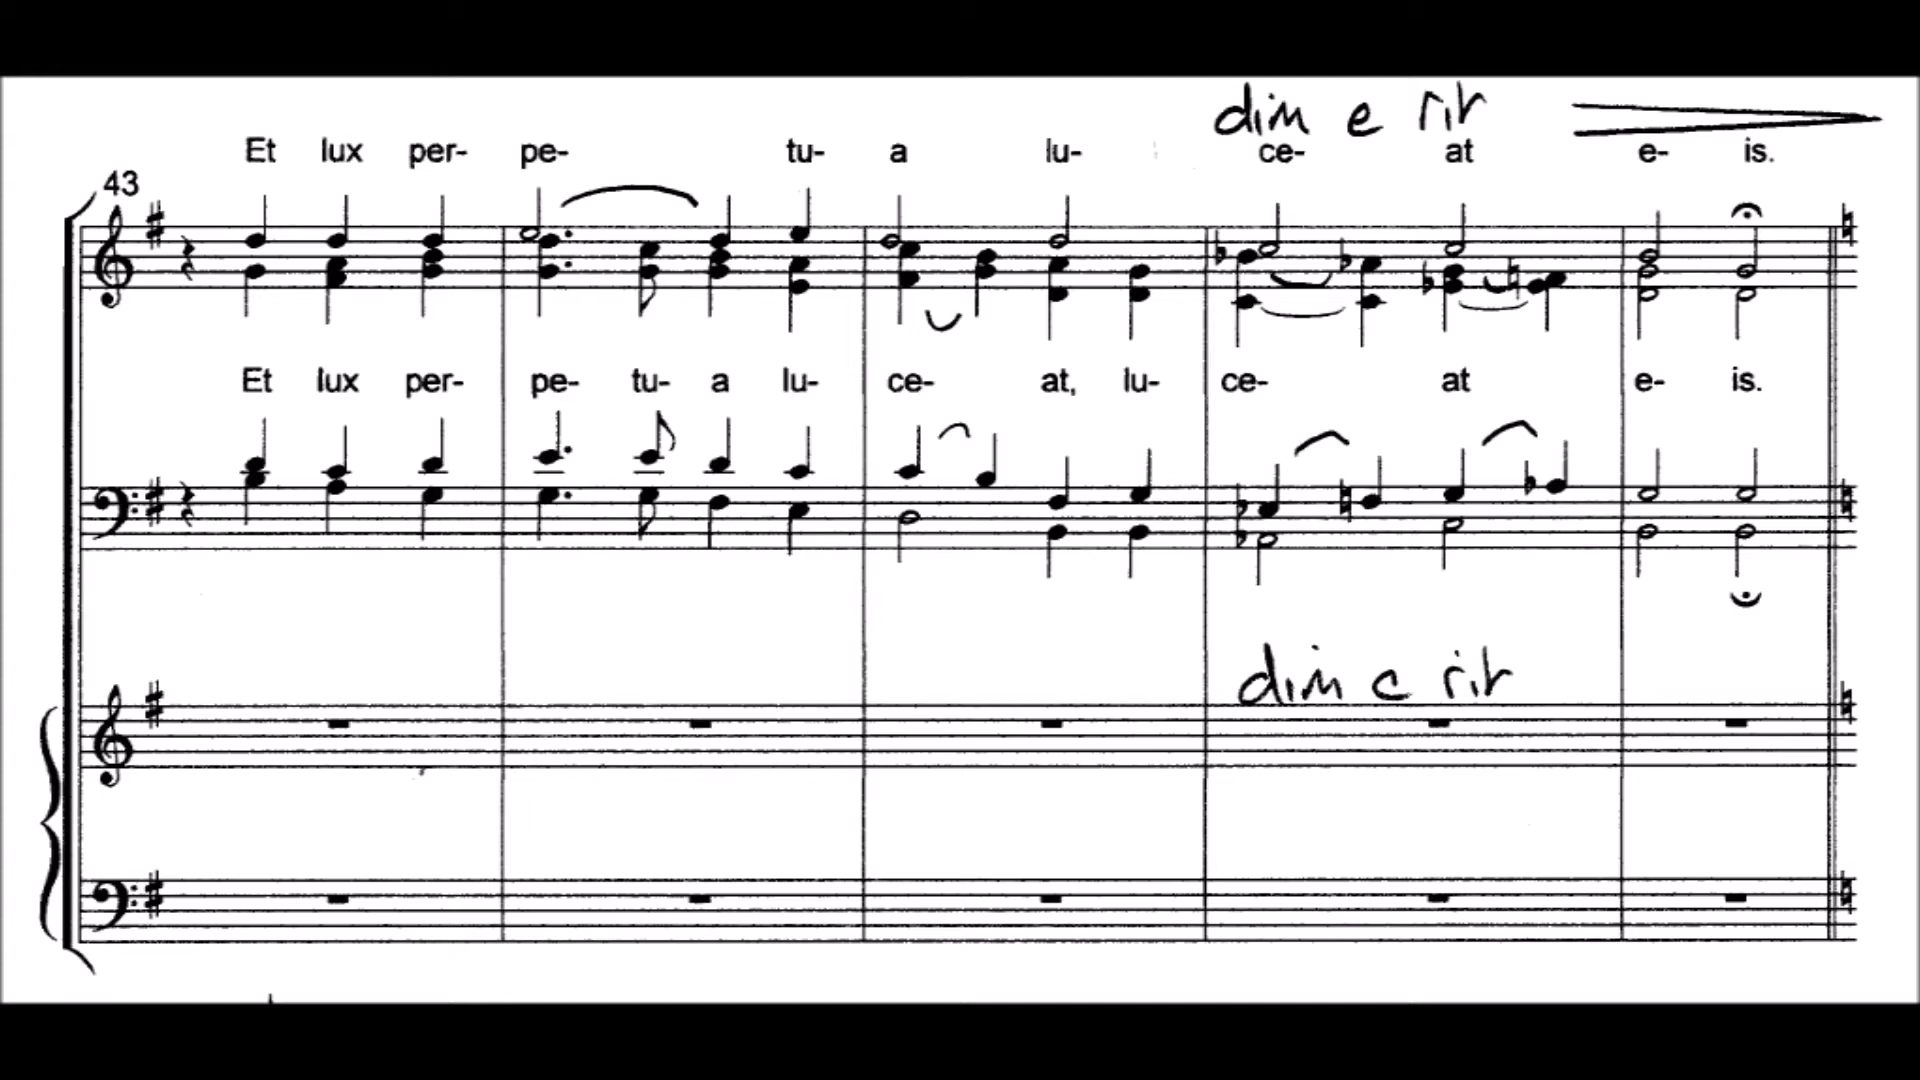 dim e rit
Et lux per- pe- tu- a lu- ce- at e- is.
43
Et lux per- pe- tu- a lu- ce- at, lu- ce- at e- is.
dim e rit